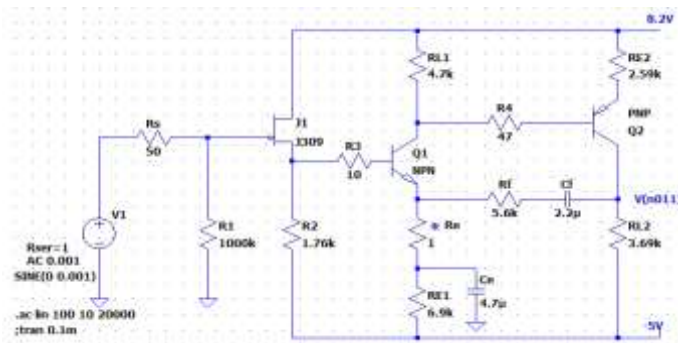 8.2V
RL1
4.7k
RE2
2.59k
Rs
50
J1
J309
R3
10
R4
47
PNP
Q2
Q1
NPN
V1
Rser=1
AC 0.001
SINE(0 0.001)
R1
1000k
R2
1.76k
Rf
5.6k
Cf
2.2µ
V(n011)
Rn
1
RL2
3.69k
Cn
4.7µ
RE1
6.9k
-5V
.ac lin 100 10 20000
;tran 0.1m